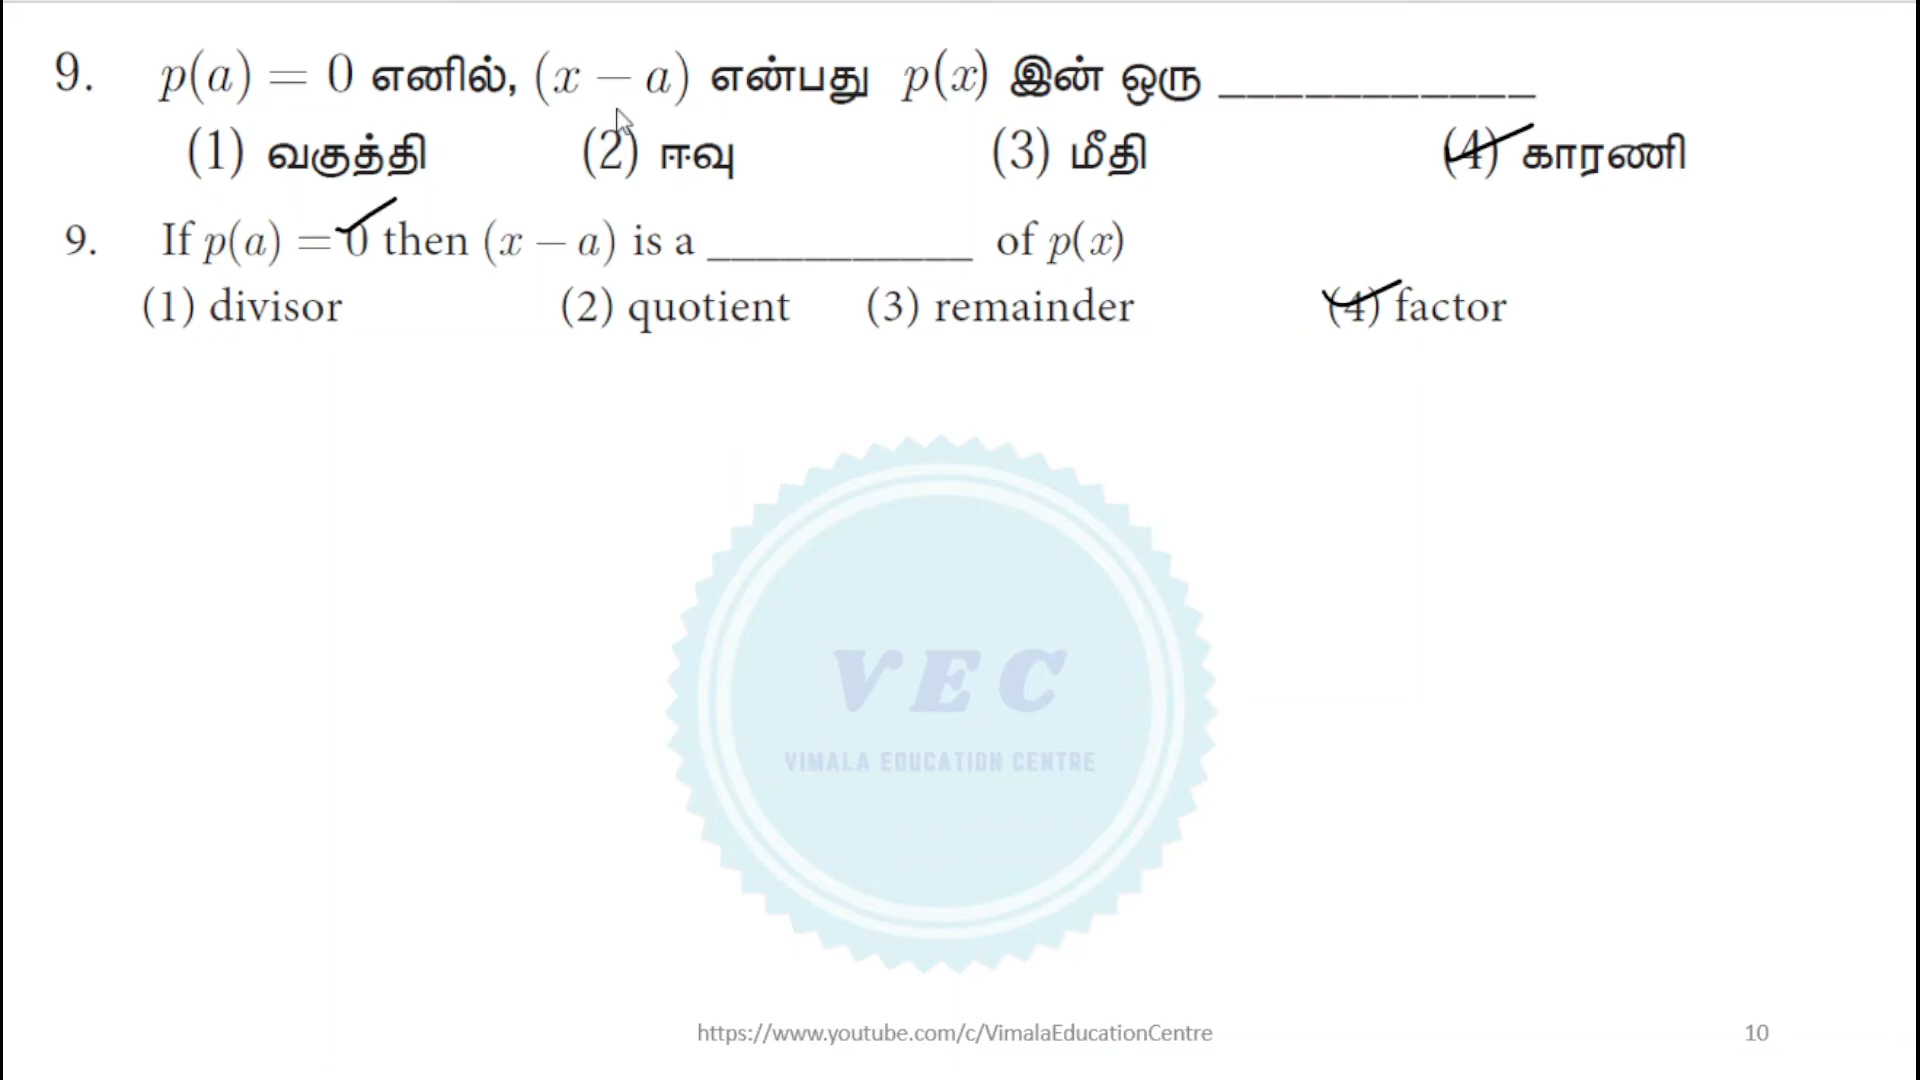 9. p(a) = 0 எனில், (x − a) என்பது p(x) இன் ஒரு ___________
(1) வகுத்தி (2) ஈவு (3) மீதி (4) காரணி
9. If p(a) = 0 then (x − a) is a ___________ of p(x)
(1) divisor (2) quotient (3) remainder (4) factor
VEC
VIMALA EDUCATION CENTRE
https://www.youtube.com/c/VimalaEducationCentre 10